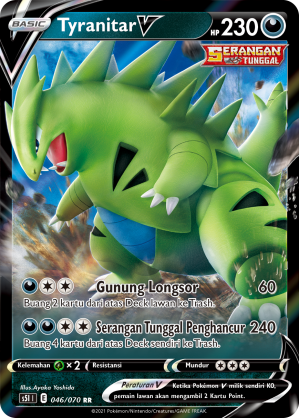 BASIC Tyranitar V HP 230
SERANGAN
TUNGGAL
Gunung Longsor 60
Buang 2 kartu dari atas Deck lawan ke Trash.
Serangan Tunggal Penghancur 240
Buang 4 kartu dari atas Deck sendiri ke Trash.
Kelemahan × 2 Resistansi Mundur
Illus. Ayaka Yoshida
Peraturan V Ketika Pokémon V milik sendiri KO,
pemain lawan akan mengambil 2 Kartu Point.
s5I I E 046/070 RR
©2021 Pokémon/Nintendo/Creatures/GAME FREAK.